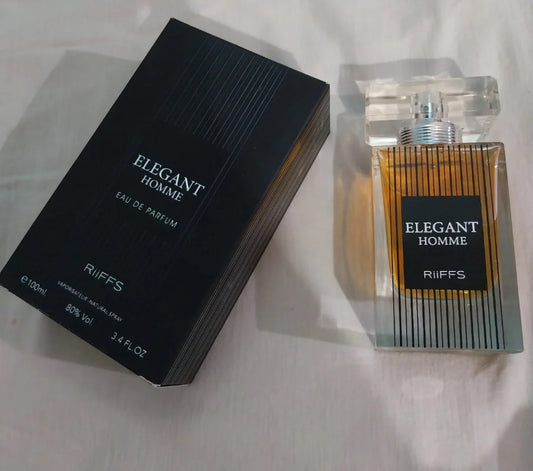 ELEGANT
HOMME
EAU DE PARFUM
RiiFFS
e100ml.
VAPORISATEUR-NATURAL SPRAY
80% Vol
3.4 FL.OZ
ELEGANT
HOMME
RiiFFS